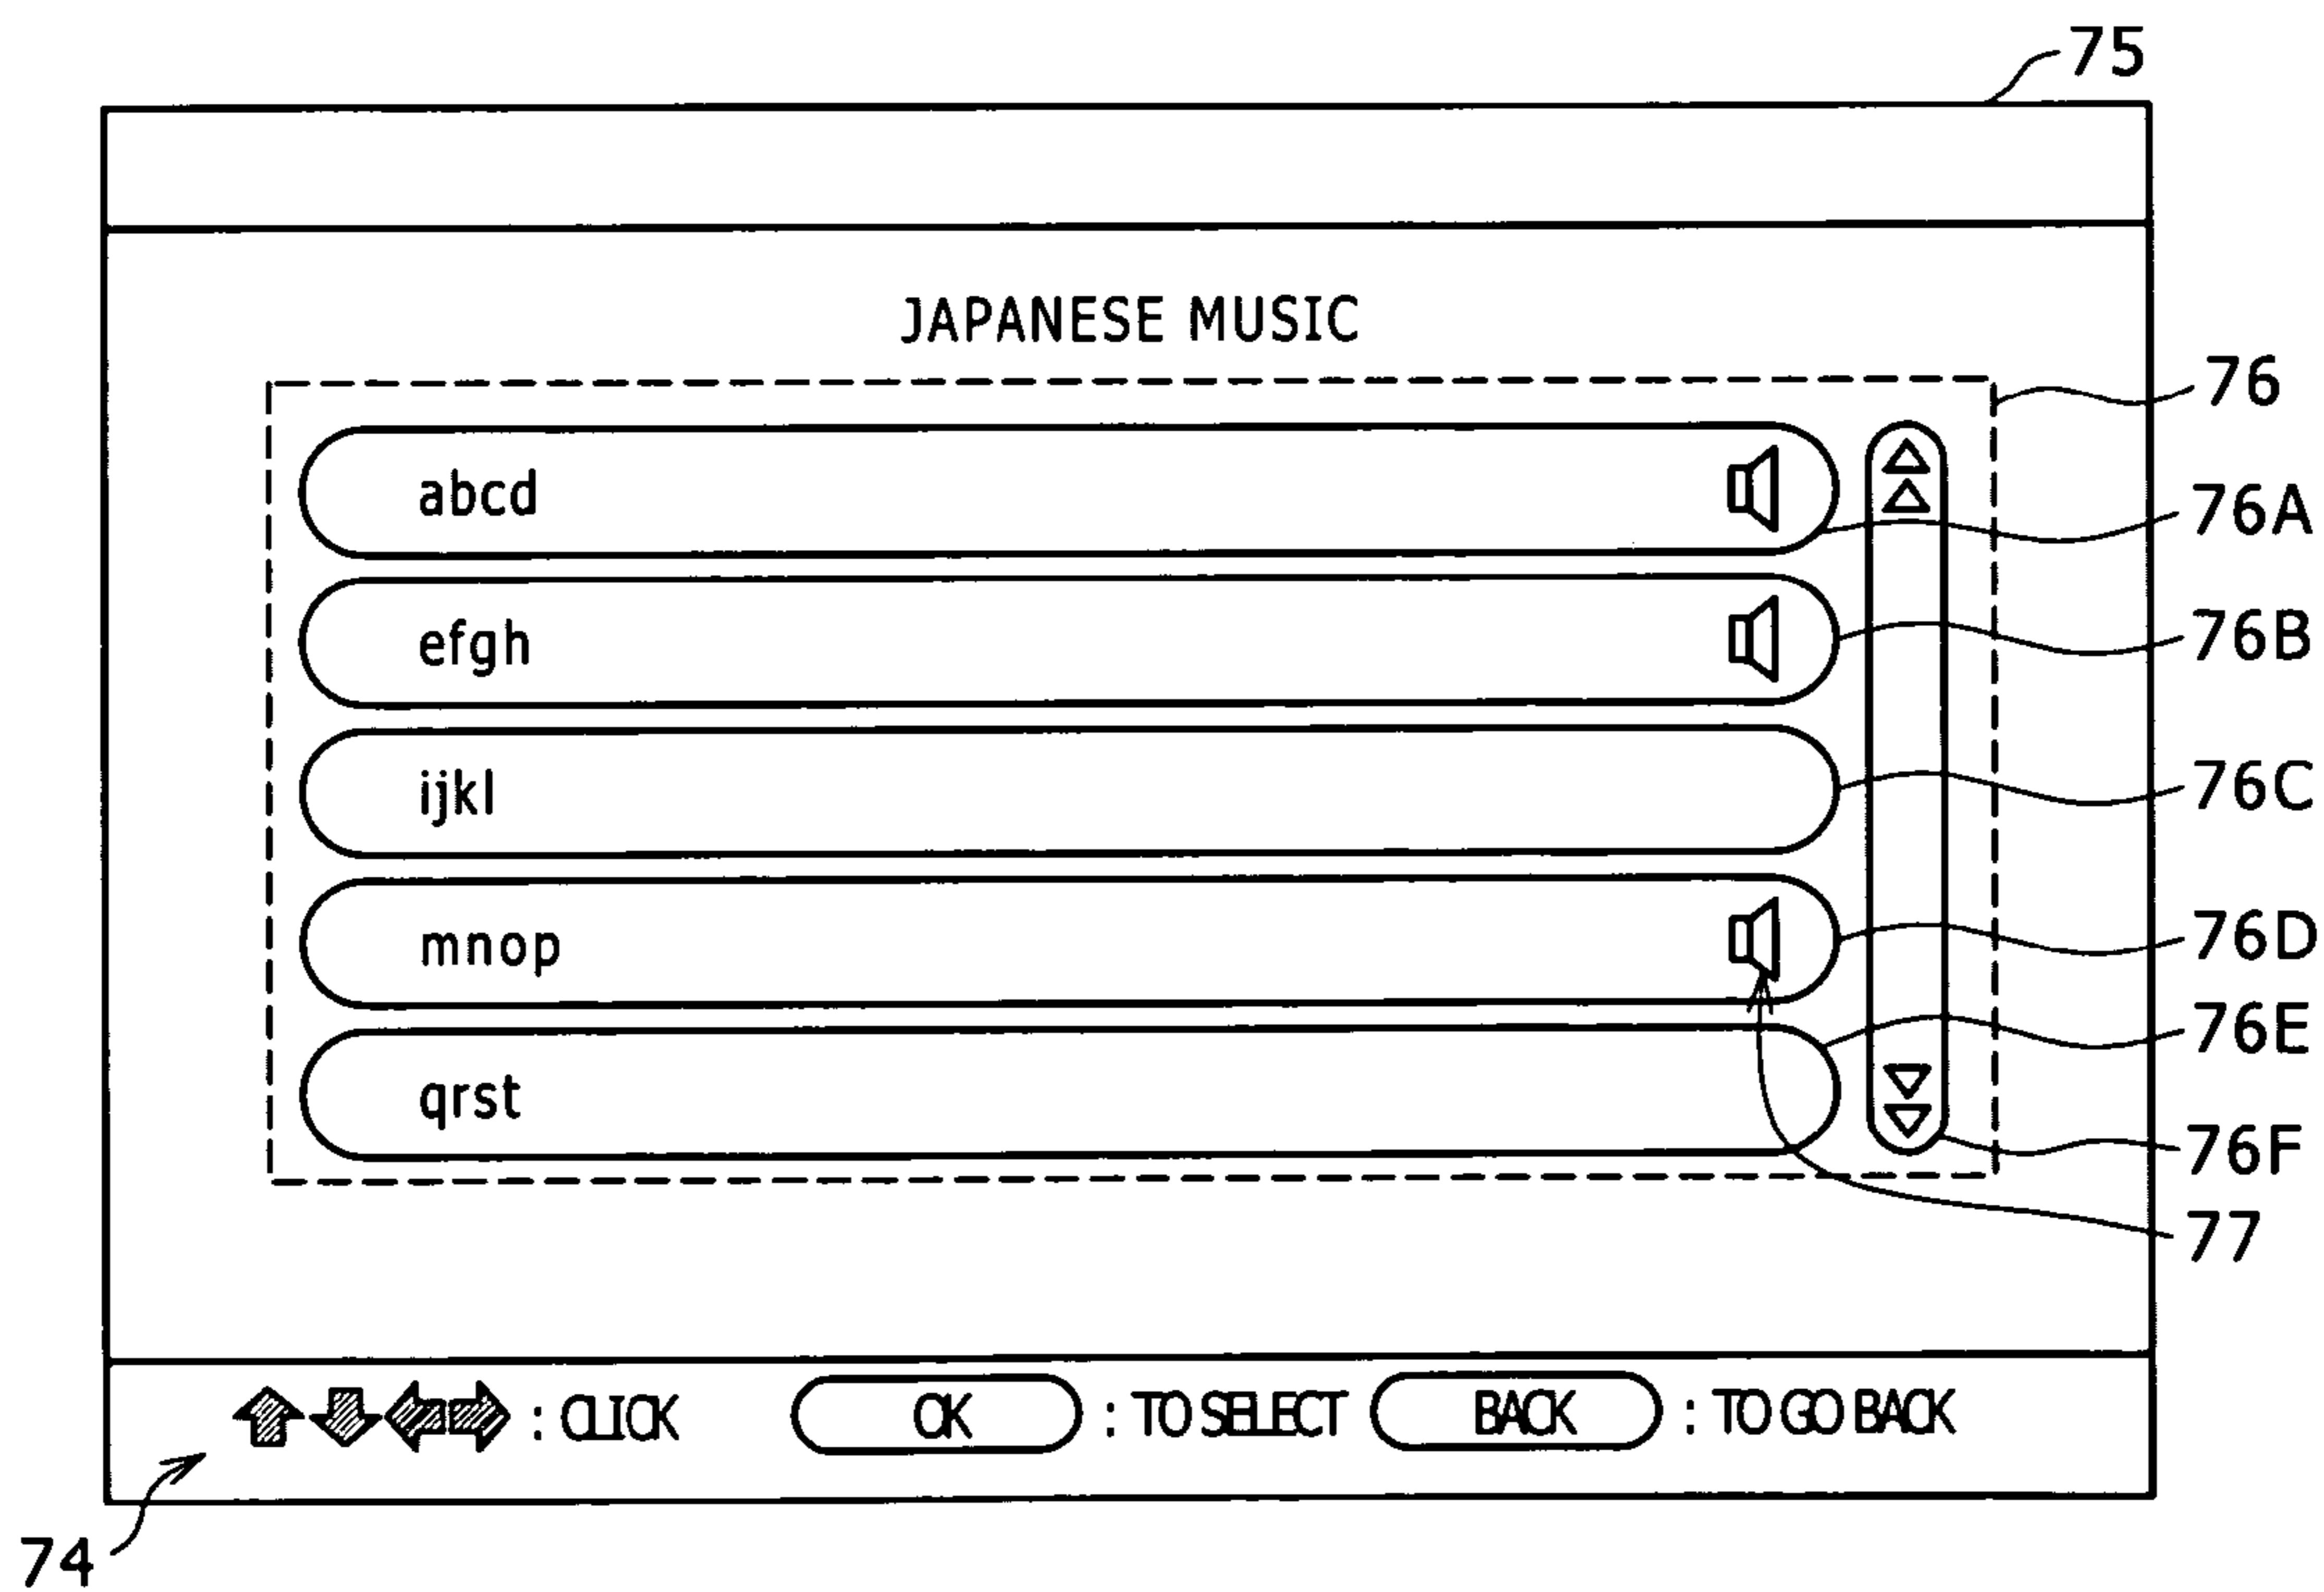 75
JAPANESE MUSIC
76
abcd
76A
efgh
76B
ijkl
76C
mnop
76D
76E
qrst
76F
77
: CLICK OK : TO SELECT BACK : TO GO BACK
74